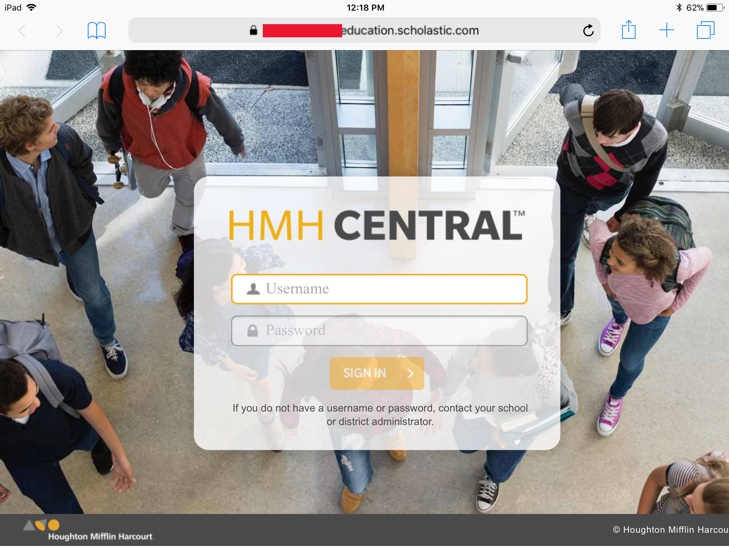 iPad 12:18 PM 62%
education.scholastic.com
HMH CENTRAL™
Username
Password
SIGN IN
If you do not have a username or password, contact your school
or district administrator.
Houghton Mifflin Harcourt
© Houghton Mifflin Harcou